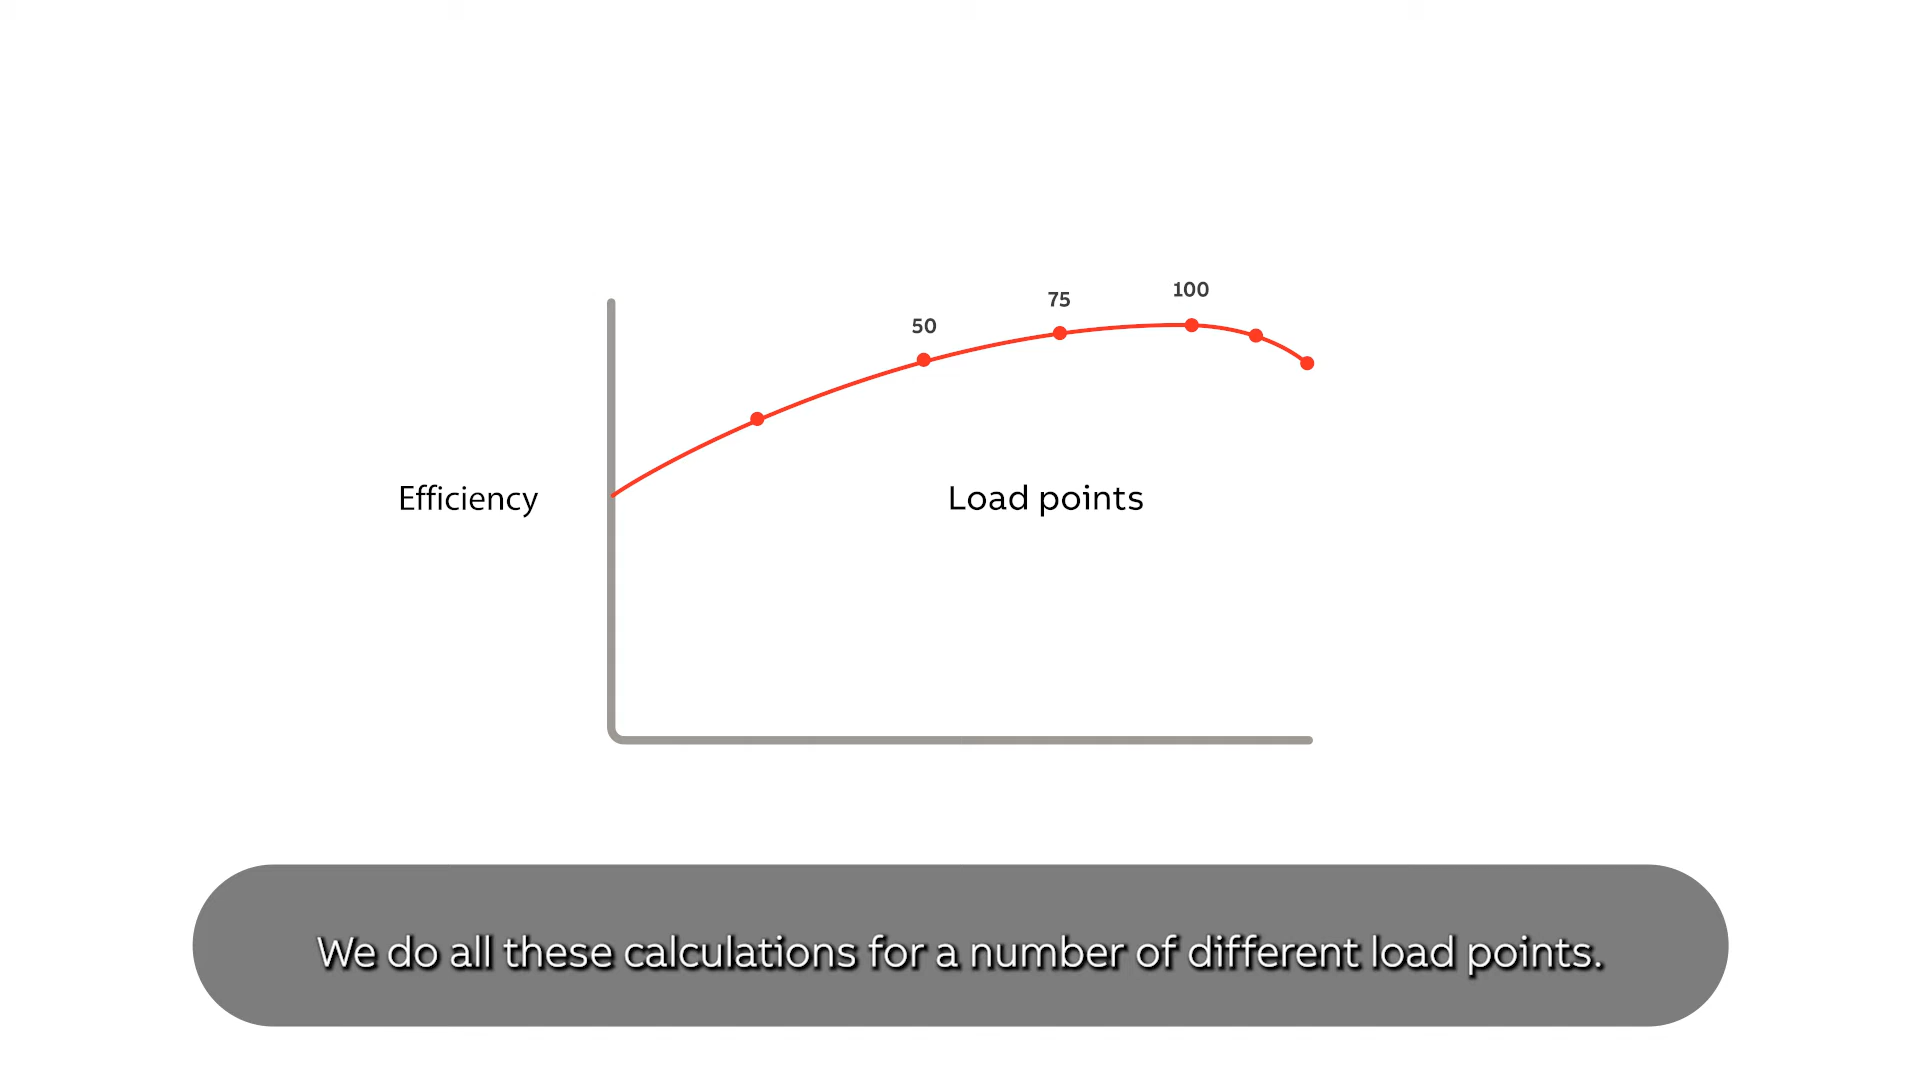 100
75
50
Efficiency
Load points
We do all these calculations for a number of different load points.